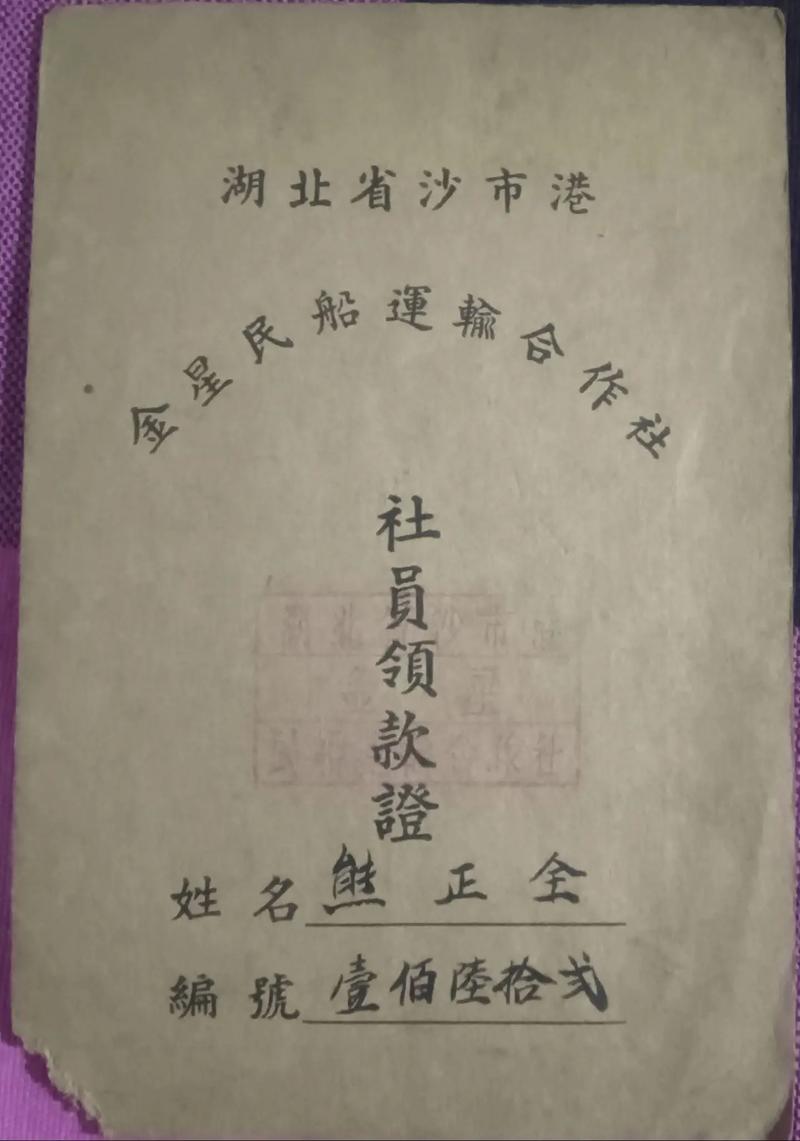 湖北省沙市港
金星民船運輸合作社
社員領款證
姓名 熊正全
編號 壹佰陸拾弍